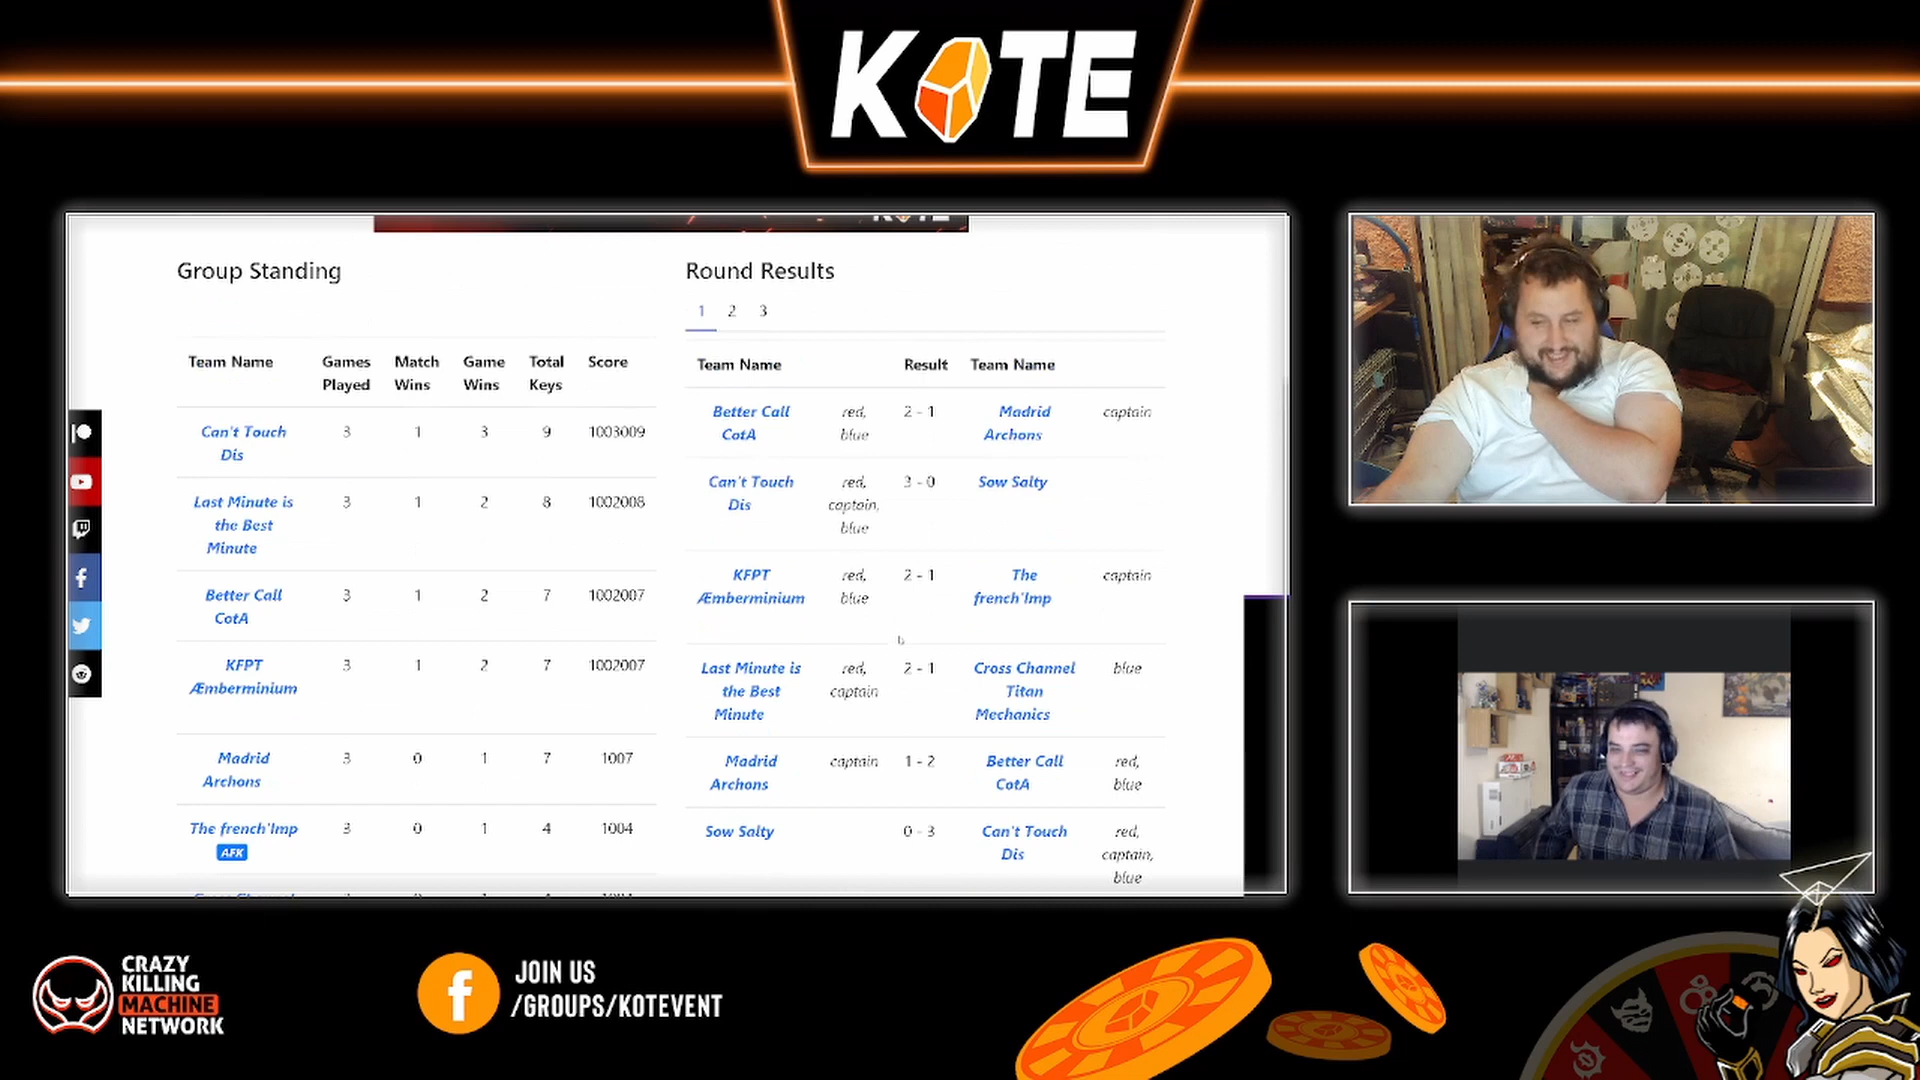 KOTE
Group Standing
Team Name Games Played Match Wins Game Wins Total Keys Score
Can't Touch Dis 3 1 3 9 1003009
Last Minute is the Best Minute 3 1 2 8 1002008
Better Call CotA 3 1 2 7 1002007
KFPT Æmberminium 3 1 2 7 1002007
Madrid Archons 3 0 1 7 1007
The french'Imp AFK 3 0 1 4 1004
Round Results
1 2 3
Team Name Result Team Name
Better Call CotA red, blue 2 - 1 Madrid Archons captain
Can't Touch Dis red, captain, blue 3 - 0 Sow Salty
KFPT Æmberminium red, blue 2 - 1 The french'Imp captain
Last Minute is the Best Minute red, captain 2 - 1 Cross Channel Titan Mechanics blue
Madrid Archons captain 1 - 2 Better Call CotA red, blue
Sow Salty 0 - 3 Can't Touch Dis red, captain, blue
CRAZY
KILLING
MACHINE
NETWORK
JOIN US
/GROUPS/KOTEVENT